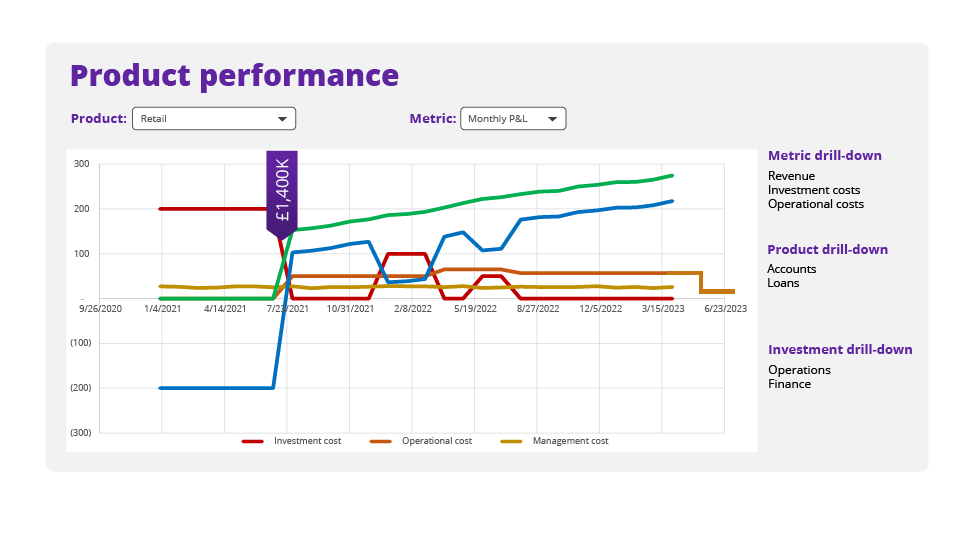 Product performance
Product: Retail
Metric: Monthly P&L
£1,400K
300
200
100
-
(100)
(200)
(300)
9/26/2020 1/4/2021 4/14/2021 7/23/2021 10/31/2021 2/8/2022 5/19/2022 8/27/2022 12/5/2022 3/15/2023 6/23/2023
Investment cost Operational cost Management cost
Metric drill-down
Revenue
Investment costs
Operational costs
Product drill-down
Accounts
Loans
Investment drill-down
Operations
Finance